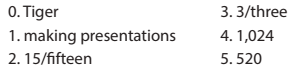 0. Tiger
1. making presentations
2. 15/fifteen
3. 3/three
4. 1,024
5. 520